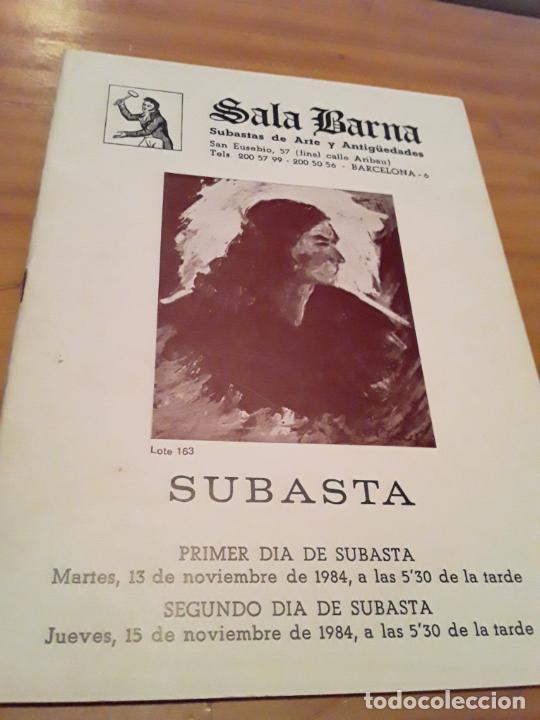 Sala Barna
Subastas de Arte y Antigüedades
San Eusebio, 57 (final calle Aribau)
Tels. 200 57 99 - 200 50 56 - BARCELONA - 6
Lote 163
SUBASTA
PRIMER DIA DE SUBASTA
Martes, 13 de noviembre de 1984, a las 5'30 de la tarde
SEGUNDO DIA DE SUBASTA
Jueves, 15 de noviembre de 1984, a las 5'30 de la tarde
todocoleccion